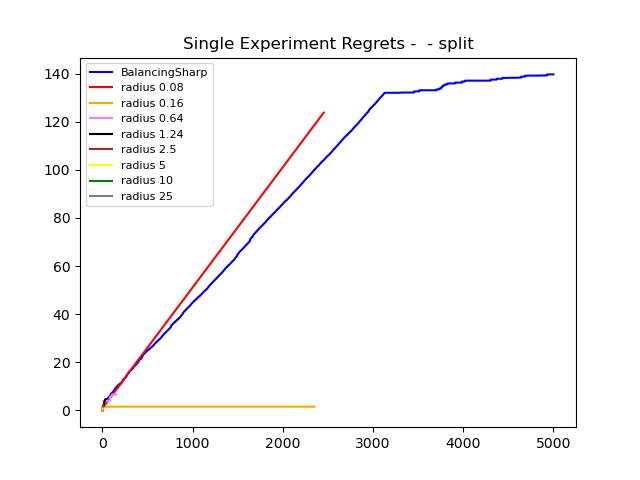 Single Experiment Regrets -  - split
BalancingSharp
radius 0.08
radius 0.16
radius 0.64
radius 1.24
radius 2.5
radius 5
radius 10
radius 25
140
120
100
80
60
40
20
0
0 1000 2000 3000 4000 5000